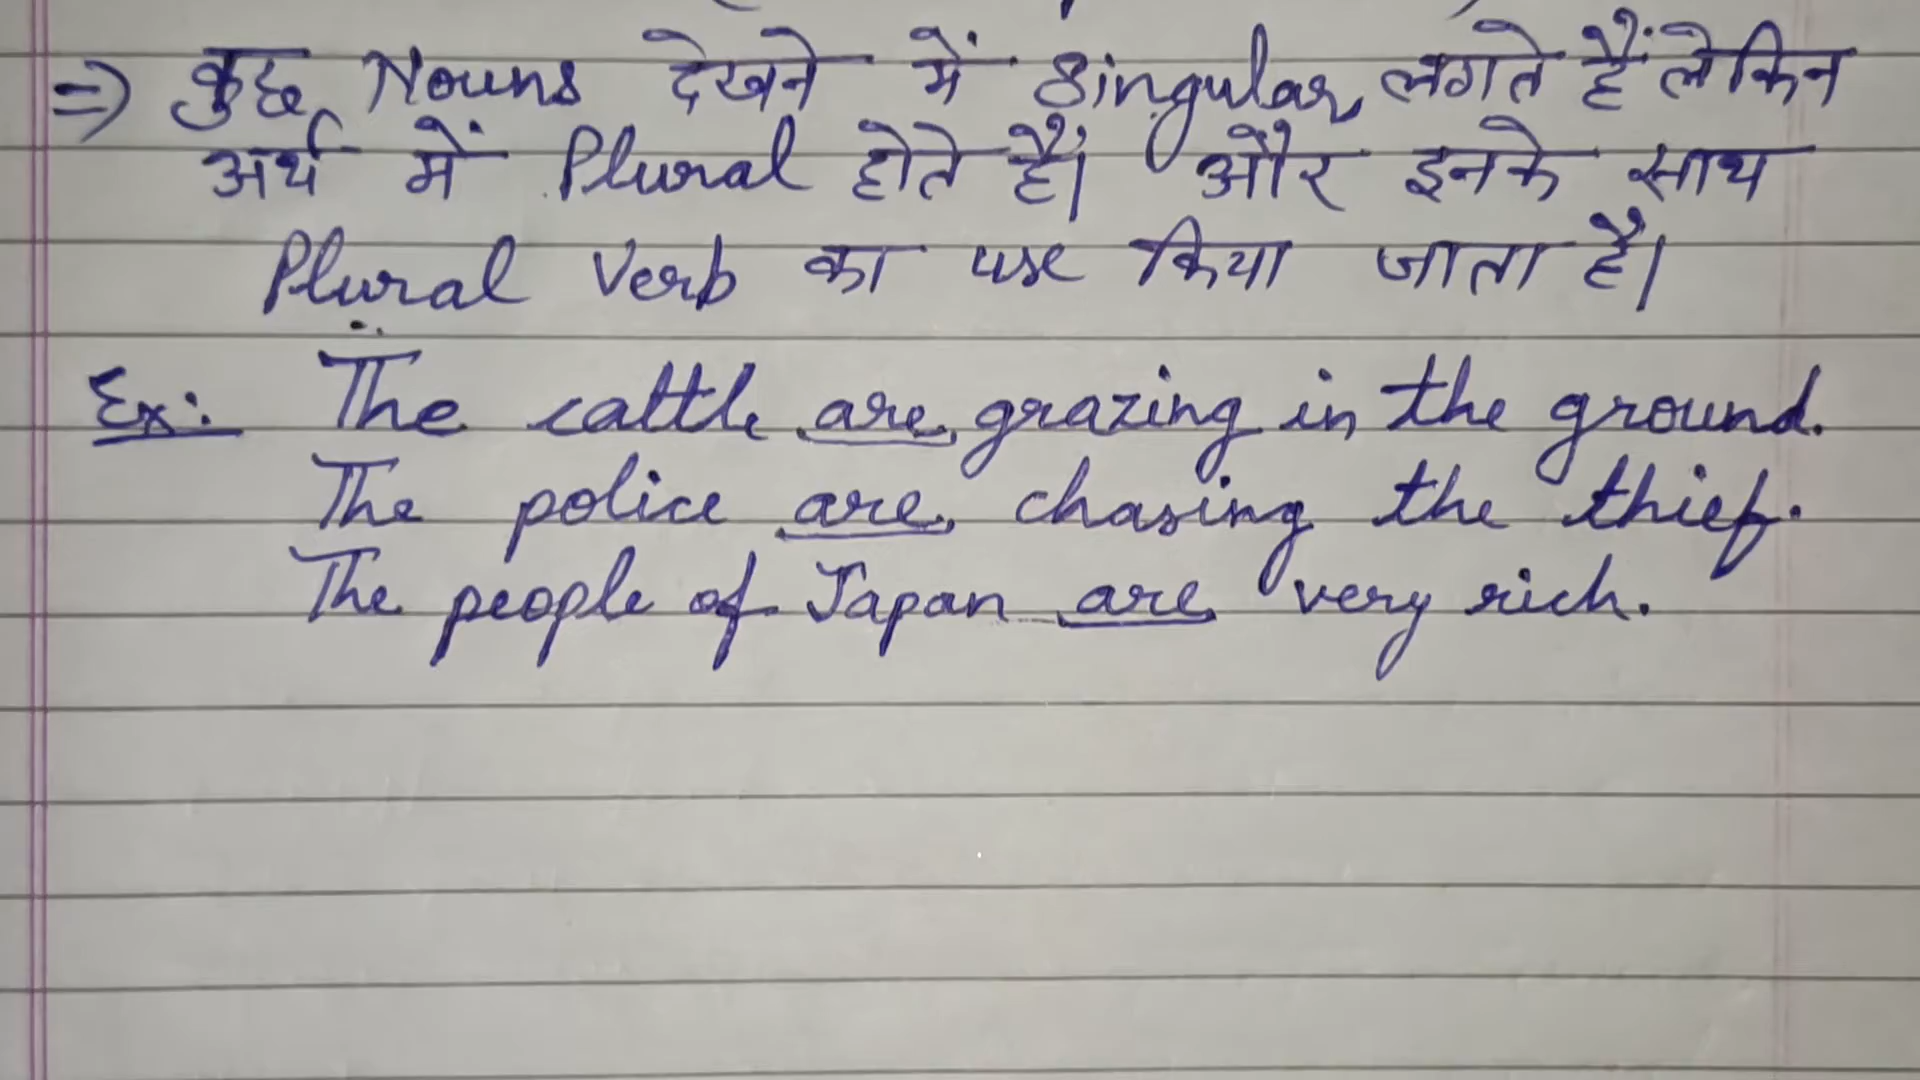 => कुछ Nouns देखने में Singular लगते हैं लेकिन
अर्थ में Plural होते हैं। और इनके साथ
Plural Verb का use किया जाता है।
Ex: The cattle are grazing in the ground.
The police are chasing the thief.
The people of Japan are very rich.